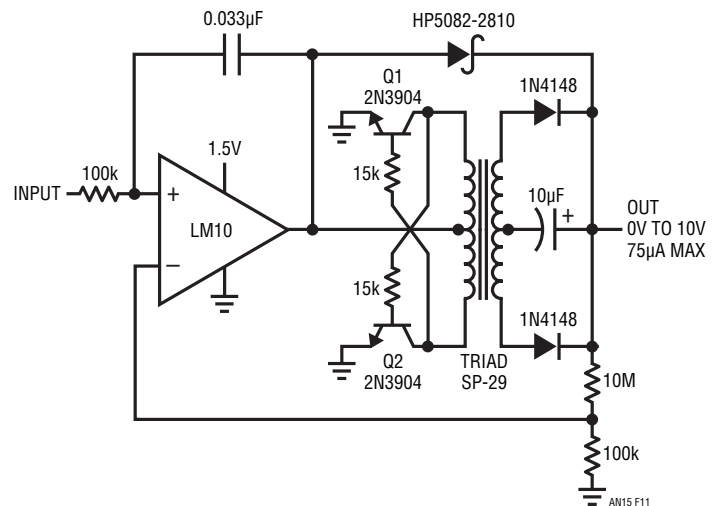 0.033µF
HP5082-2810
Q1
2N3904
1N4148
100k
1.5V
15k
INPUT
+
LM10
10µF
+
OUT
0V TO 10V
75µA MAX
−
15k
1N4148
Q2
2N3904
TRIAD
SP-29
10M
100k
AN15 F11